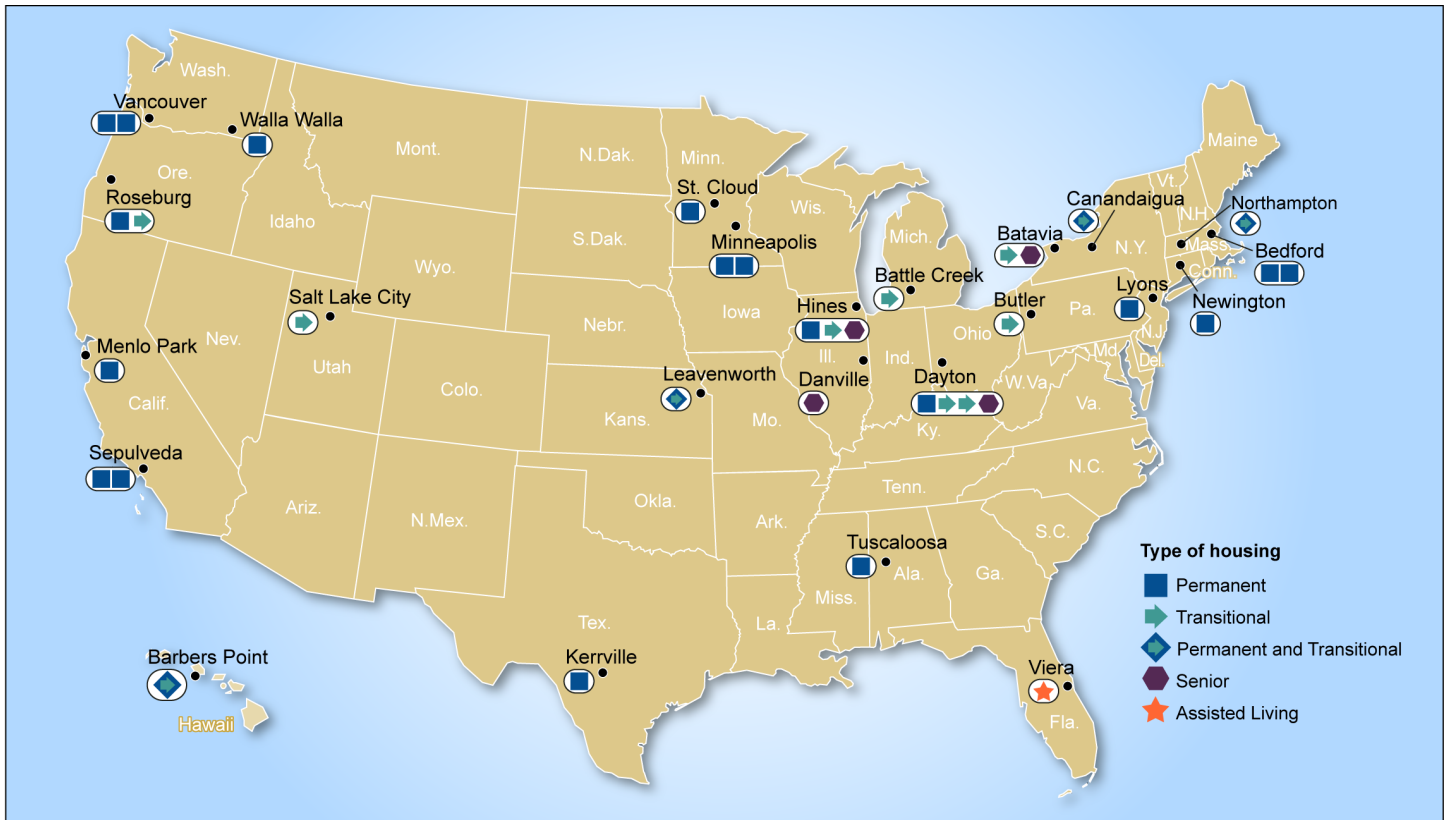 Wash.
Vancouver
Walla Walla
Mont.
N.Dak.
Minn.
Maine
Ore.
Roseburg
Idaho
St. Cloud
Wis.
Vt.
Canandaigua
Northampton
N.H.
S.Dak.
Minneapolis
Mich.
Batavia
N.Y.
Mass.
Bedford
Wyo.
Battle Creek
Conn.
Salt Lake City
Iowa
Hines
Butler
Lyons
Newington
Nebr.
Ohio
Pa.
Nev.
N.J.
Menlo Park
Utah
Colo.
Leavenworth
Ill.
Ind.
Md.
Del.
Danville
Dayton
W.Va.
Calif.
Kans.
Mo.
Va.
Ky.
Sepulveda
N.C.
Okla.
Tenn.
Ariz.
N.Mex.
Ark.
S.C.
Tuscaloosa
Ala.
Ga.
Miss.
La.
Tex.
Type of housing
Permanent
Transitional
Permanent and Transitional
Senior
Assisted Living
Barbers Point
Kerrville
Viera
Hawaii
Fla.